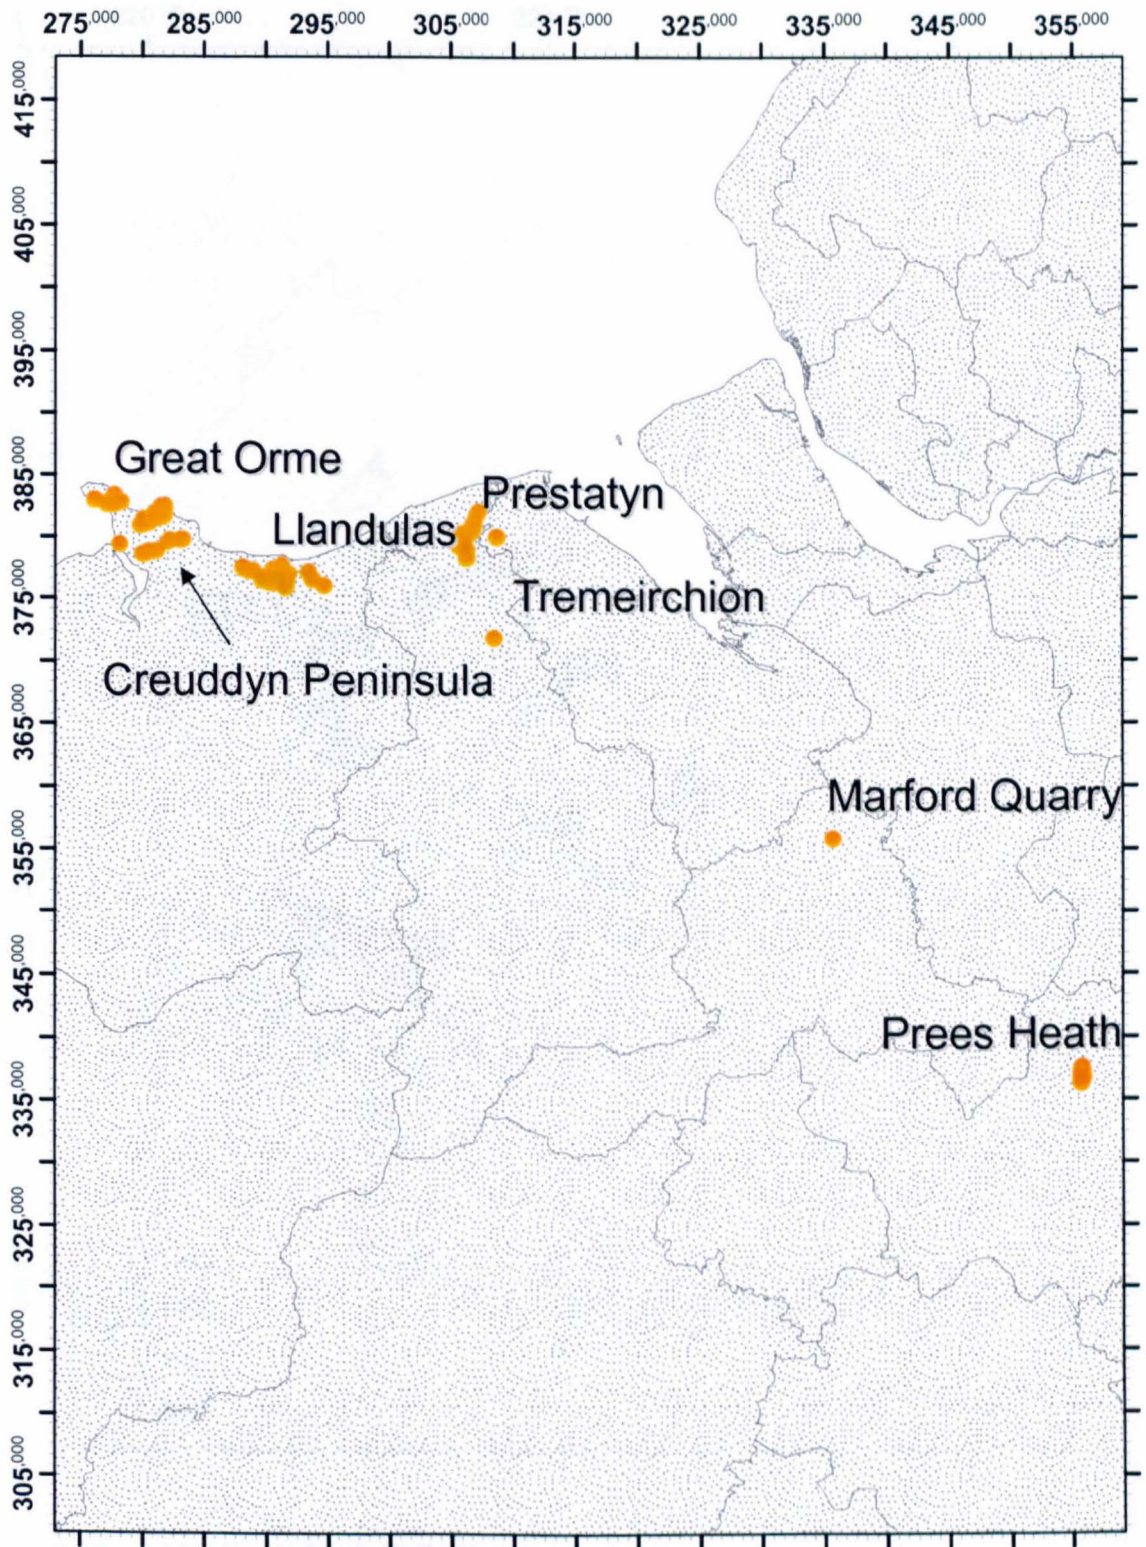 275,000 285,000 295,000 305,000 315,000 325,000 335,000 345,000 355,000
415,000
405,000
395,000
385,000
375,000
365,000
355,000
345,000
335,000
325,000
315,000
305,000
Great Orme
Prestatyn
Llandulas
Tremeirchion
Creuddyn Peninsula
Marford Quarry
Prees Heath